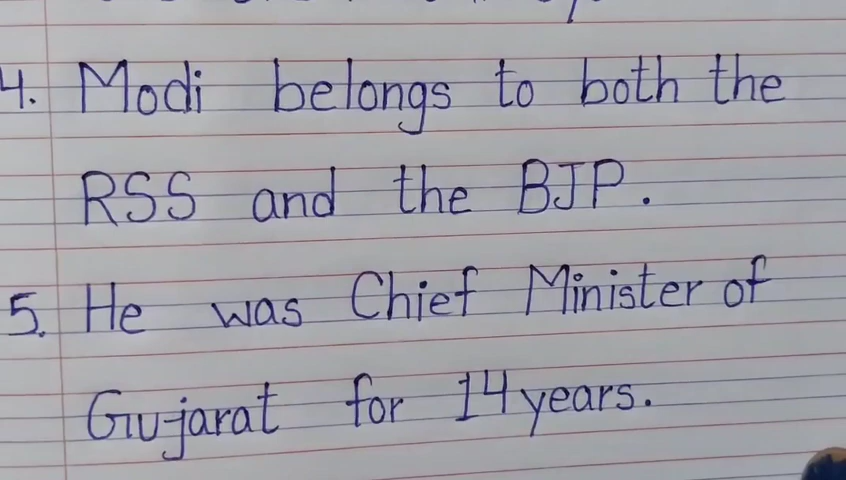 4. Modi belongs to both the
RSS and the BJP.
5. He was Chief Minister of
Gujarat for 14 years.